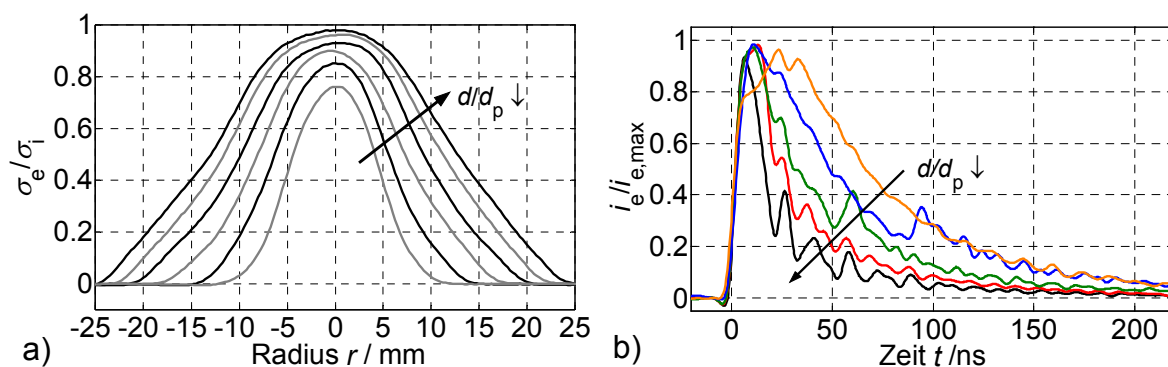 σe/σi
1
0.8
0.6
0.4
0.2
0
-25 -20 -15 -10 -5 0 5 10 15 20 25
Radius r / mm
d/dp ↓
a)
ie/ie,max
1
0.8
0.6
0.4
0.2
0
0 50 100 150 200
Zeit t /ns
d/dp ↓
b)